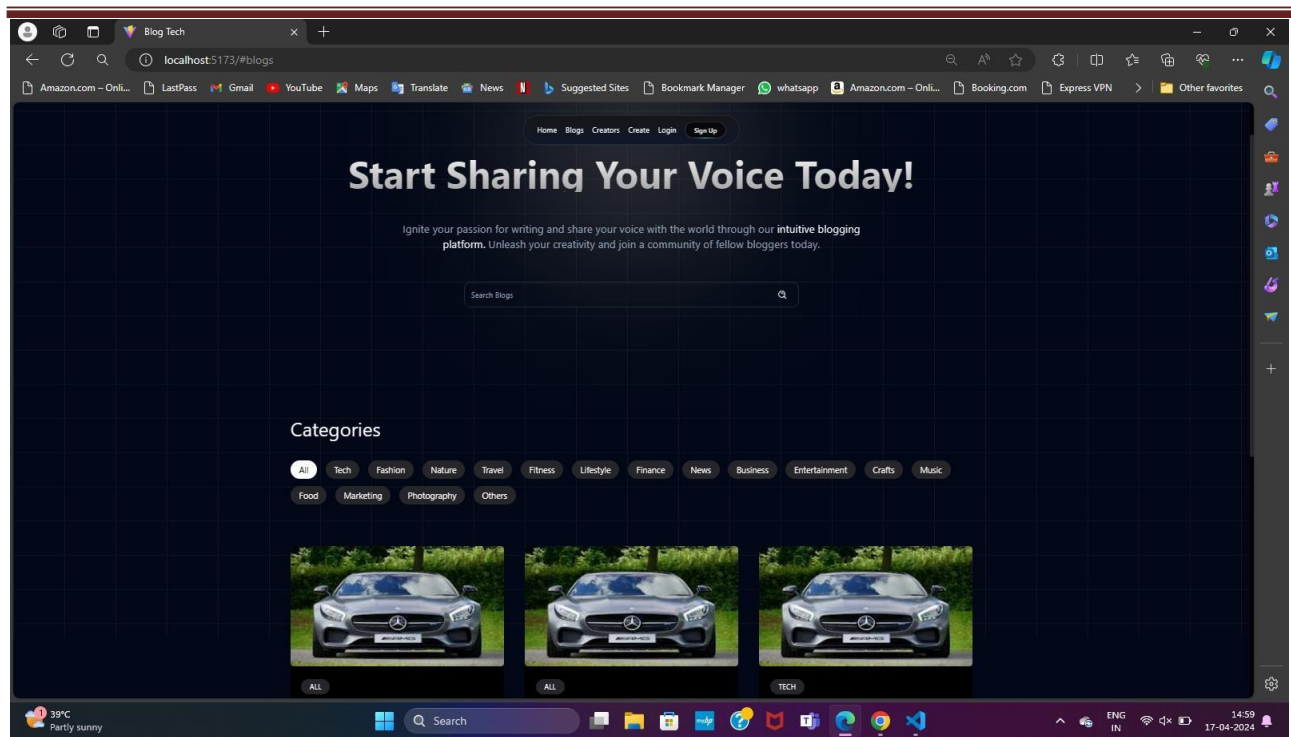 Blog Tech
localhost:5173/#blogs
Amazon.com – Onli... LastPass Gmail YouTube Maps Translate News Suggested Sites Bookmark Manager whatsapp Amazon.com – Onli... Booking.com Express VPN Other favorites
Home Blogs Creators Create Login Sign Up
Start Sharing Your Voice Today!
Ignite your passion for writing and share your voice with the world through our intuitive blogging
platform. Unleash your creativity and join a community of fellow bloggers today.
Search Blogs
Categories
All Tech Fashion Nature Travel Fitness Lifestyle Finance News Business Entertainment Crafts Music
Food Marketing Photography Others
AMG
ALL ALL TECH
1 39°C ENG 14:59
Partly sunny Search myhp IN 17-04-2024